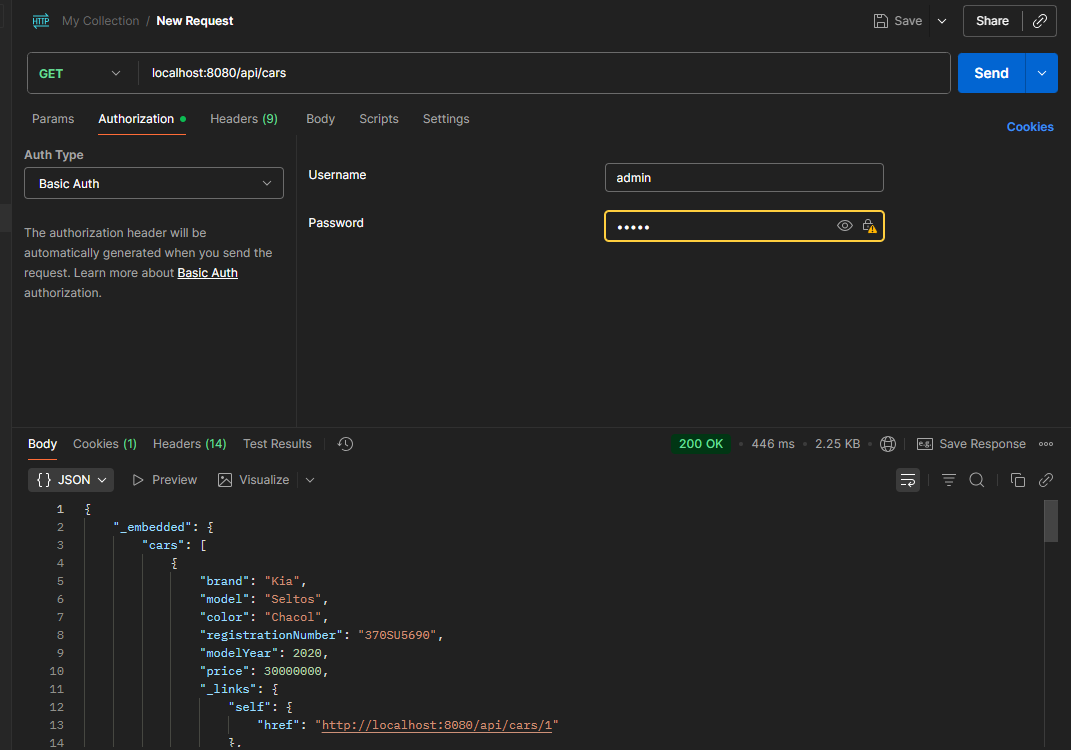 HTTP My Collection / New Request Save Share
GET localhost:8080/api/cars Send
Params Authorization Headers (9) Body Scripts Settings Cookies
Auth Type
Basic Auth
The authorization header will be
automatically generated when you send the
request. Learn more about Basic Auth
authorization.
Username admin
Password •••••
Body Cookies (1) Headers (14) Test Results 200 OK • 446 ms • 2.25 KB • e.g. Save Response
{} JSON Preview Visualize
1 {
2 "_embedded": {
3 "cars": [
4 {
5 "brand": "Kia",
6 "model": "Seltos",
7 "color": "Chacol",
8 "registrationNumber": "370SU5690",
9 "modelYear": 2020,
10 "price": 30000000,
11 "_links": {
12 "self": {
13 "href": "http://localhost:8080/api/cars/1"
14 },